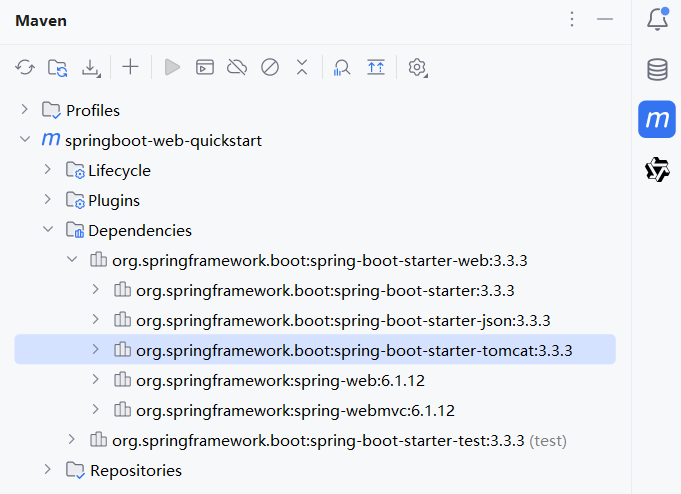 Maven
Profiles
m springboot-web-quickstart
Lifecycle
Plugins
Dependencies
org.springframework.boot:spring-boot-starter-web:3.3.3
org.springframework.boot:spring-boot-starter:3.3.3
org.springframework.boot:spring-boot-starter-json:3.3.3
org.springframework.boot:spring-boot-starter-tomcat:3.3.3
org.springframework:spring-web:6.1.12
org.springframework:spring-webmvc:6.1.12
org.springframework.boot:spring-boot-starter-test:3.3.3 (test)
Repositories
m